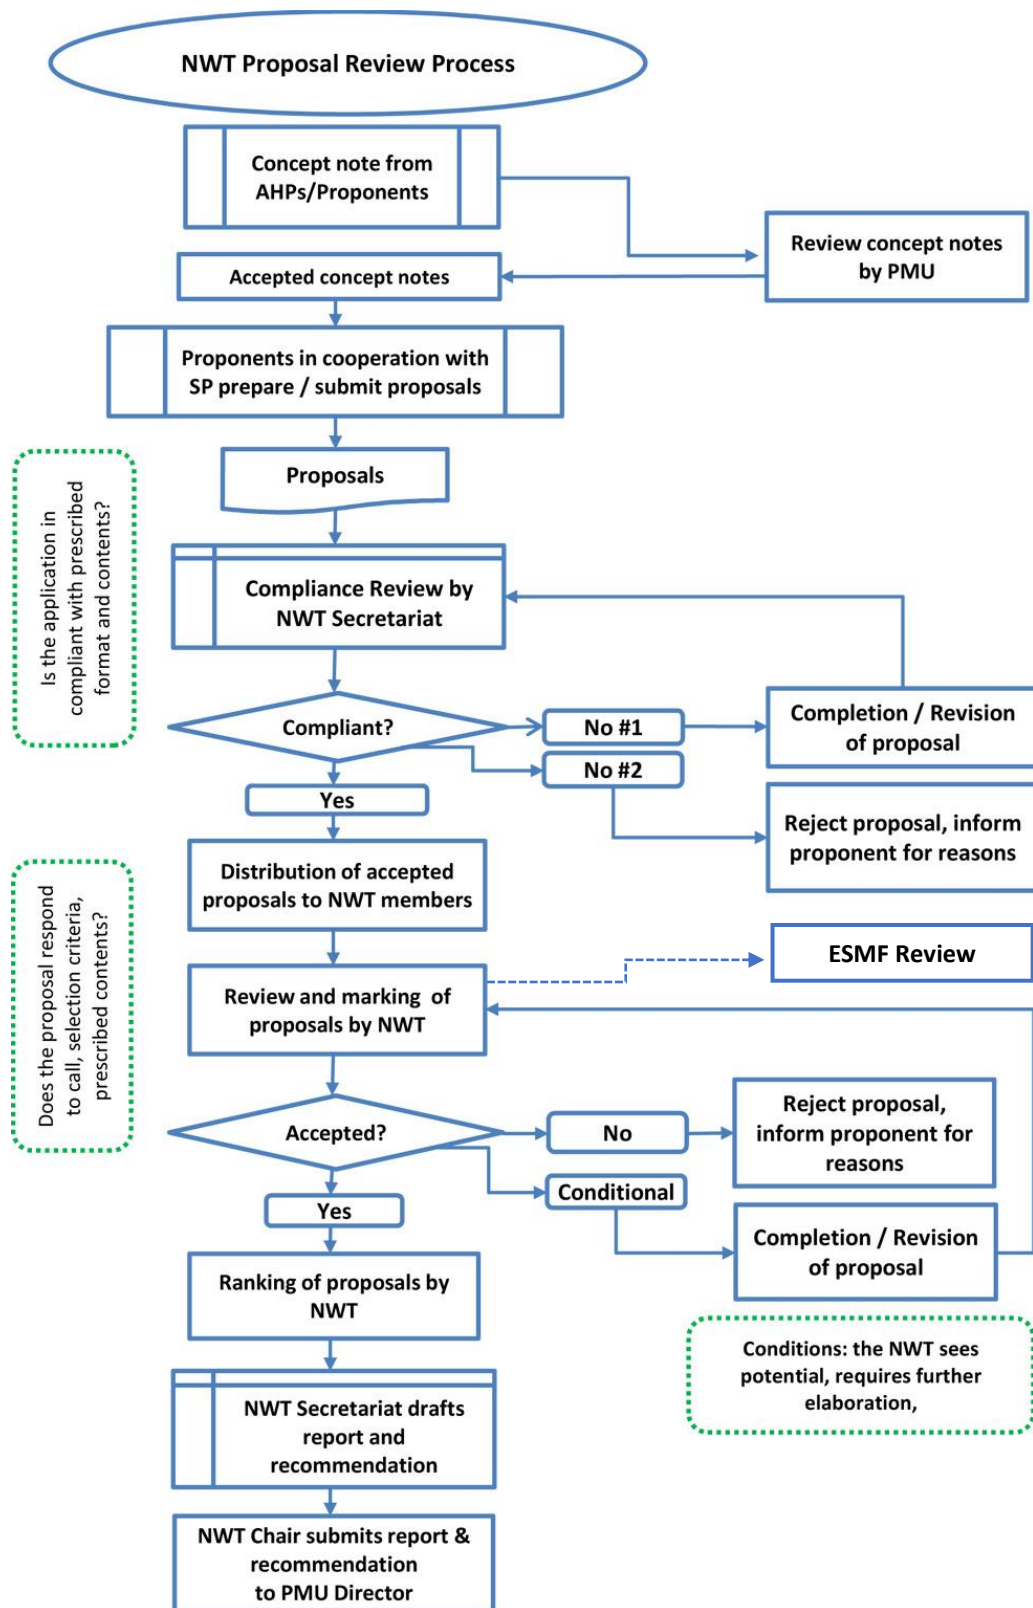 NWT Proposal Review Process
Concept note from
AHPs/Proponents
Review concept notes
by PMU
Accepted concept notes
Proponents in cooperation with
SP prepare / submit proposals
Proposals
Is the application in
compliant with prescribed
format and contents?
Compliance Review by
NWT Secretariat
Compliant?
No #1
Completion / Revision
of proposal
No #2
Yes
Reject proposal, inform
proponent for reasons
Distribution of accepted
proposals to NWT members
Does the proposal respond
to call, selection criteria,
prescribed contents?
ESMF Review
Review and marking of
proposals by NWT
Accepted?
No
Reject proposal,
inform proponent for
reasons
Conditional
Yes
Completion / Revision
of proposal
Ranking of proposals by
NWT
Conditions: the NWT sees
potential, requires further
elaboration,
NWT Secretariat drafts
report and
recommendation
NWT Chair submits report &
recommendation
to PMU Director